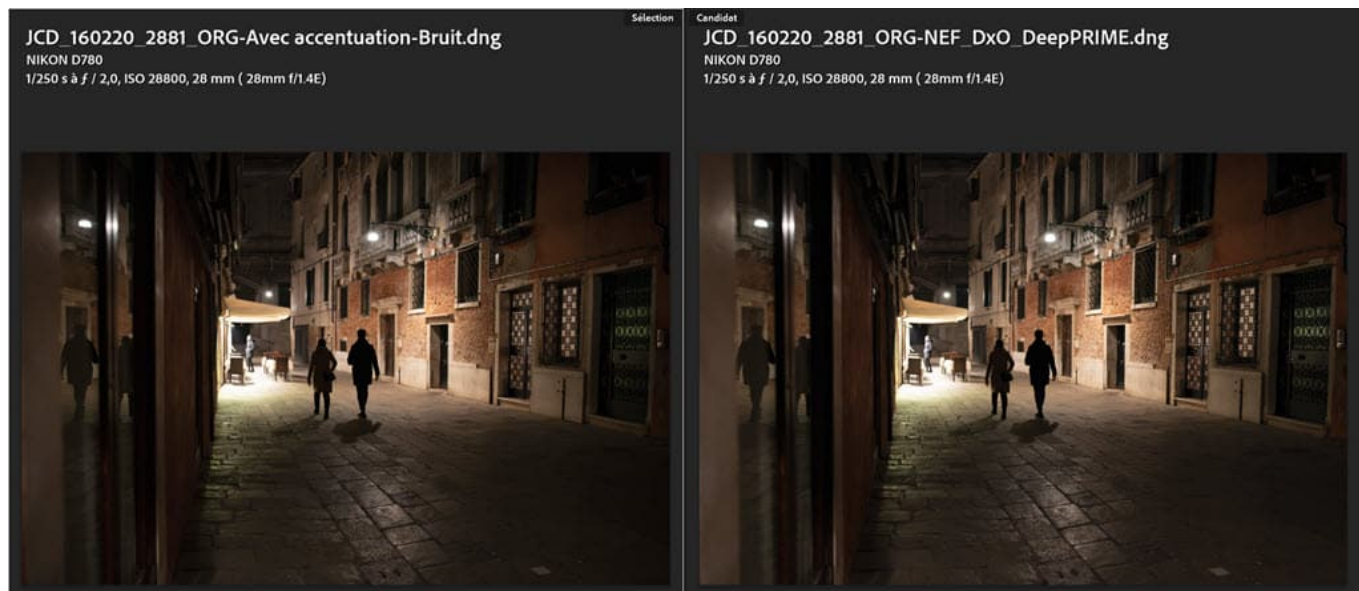 Sélection
JCD_160220_2881_ORG-Avec accentuation-Bruit.dng
NIKON D780
1/250 s à ƒ / 2,0, ISO 28800, 28 mm ( 28mm f/1.4E)
Candidat
JCD_160220_2881_ORG-NEF_DxO_DeepPRIME.dng
NIKON D780
1/250 s à ƒ / 2,0, ISO 28800, 28 mm ( 28mm f/1.4E)